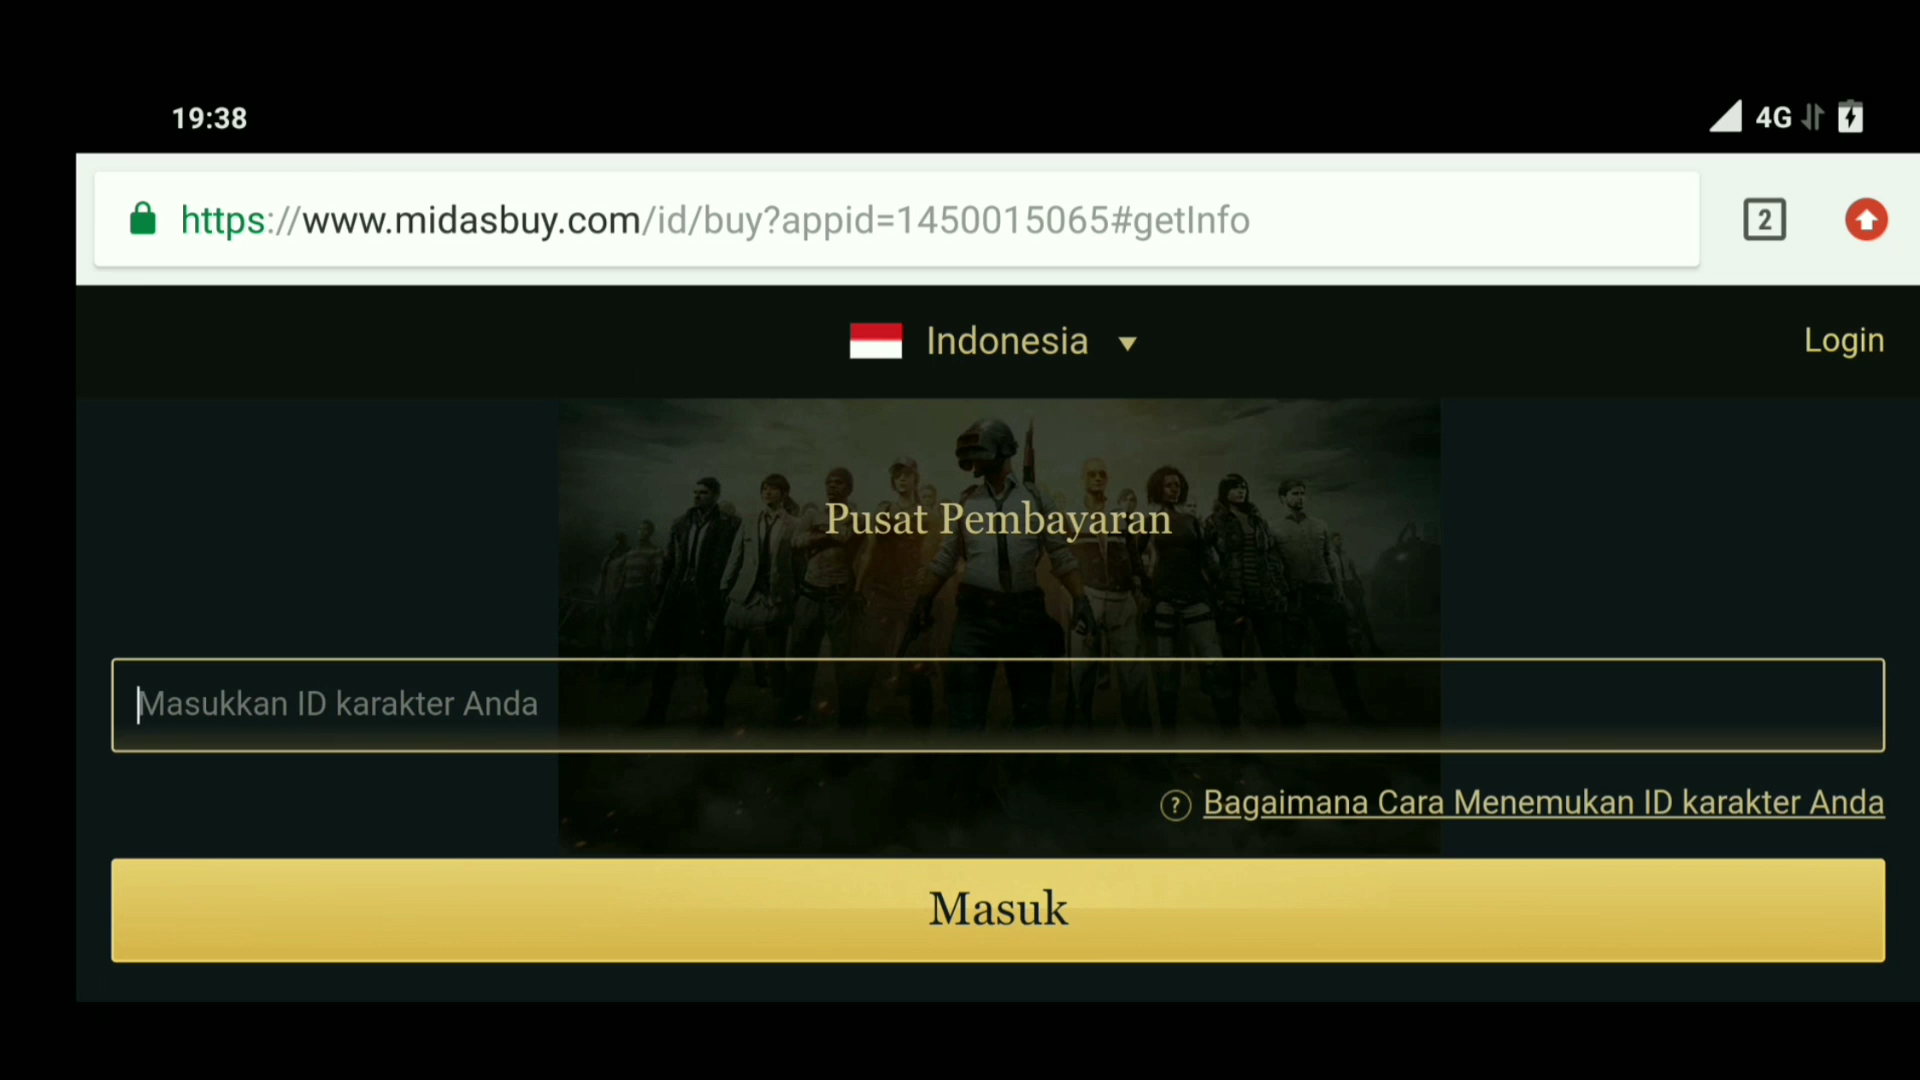 19:38
4G
https://www.midasbuy.com/id/buy?appid=1450015065#getInfo
2
Indonesia
Login
Pusat Pembayaran
Masukkan ID karakter Anda
? Bagaimana Cara Menemukan ID karakter Anda
Masuk